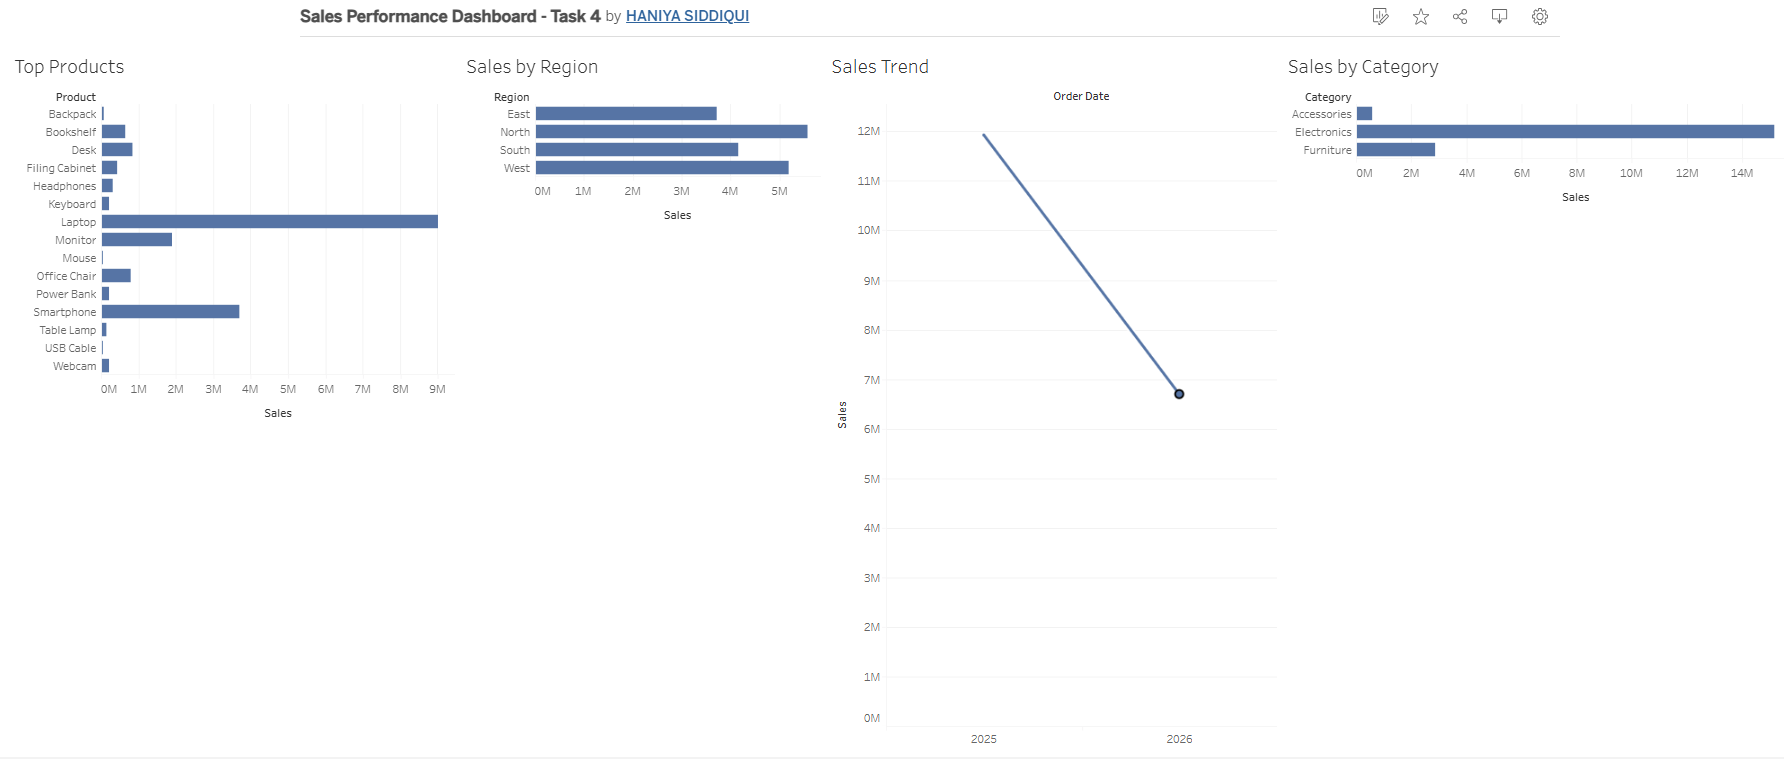 Sales Performance Dashboard - Task 4 by HANIYA SIDDIQUI
Top Products
Product
Backpack
Bookshelf
Desk
Filing Cabinet
Headphones
Keyboard
Laptop
Monitor
Mouse
Office Chair
Power Bank
Smartphone
Table Lamp
USB Cable
Webcam
0M 1M 2M 3M 4M 5M 6M 7M 8M 9M
Sales
Sales by Region
Region
East
North
South
West
0M 1M 2M 3M 4M 5M
Sales
Sales Trend
Order Date
12M
11M
10M
9M
8M
7M
6M
5M
4M
3M
2M
1M
0M
Sales
2025 2026
Sales by Category
Category
Accessories
Electronics
Furniture
0M 2M 4M 6M 8M 10M 12M 14M
Sales